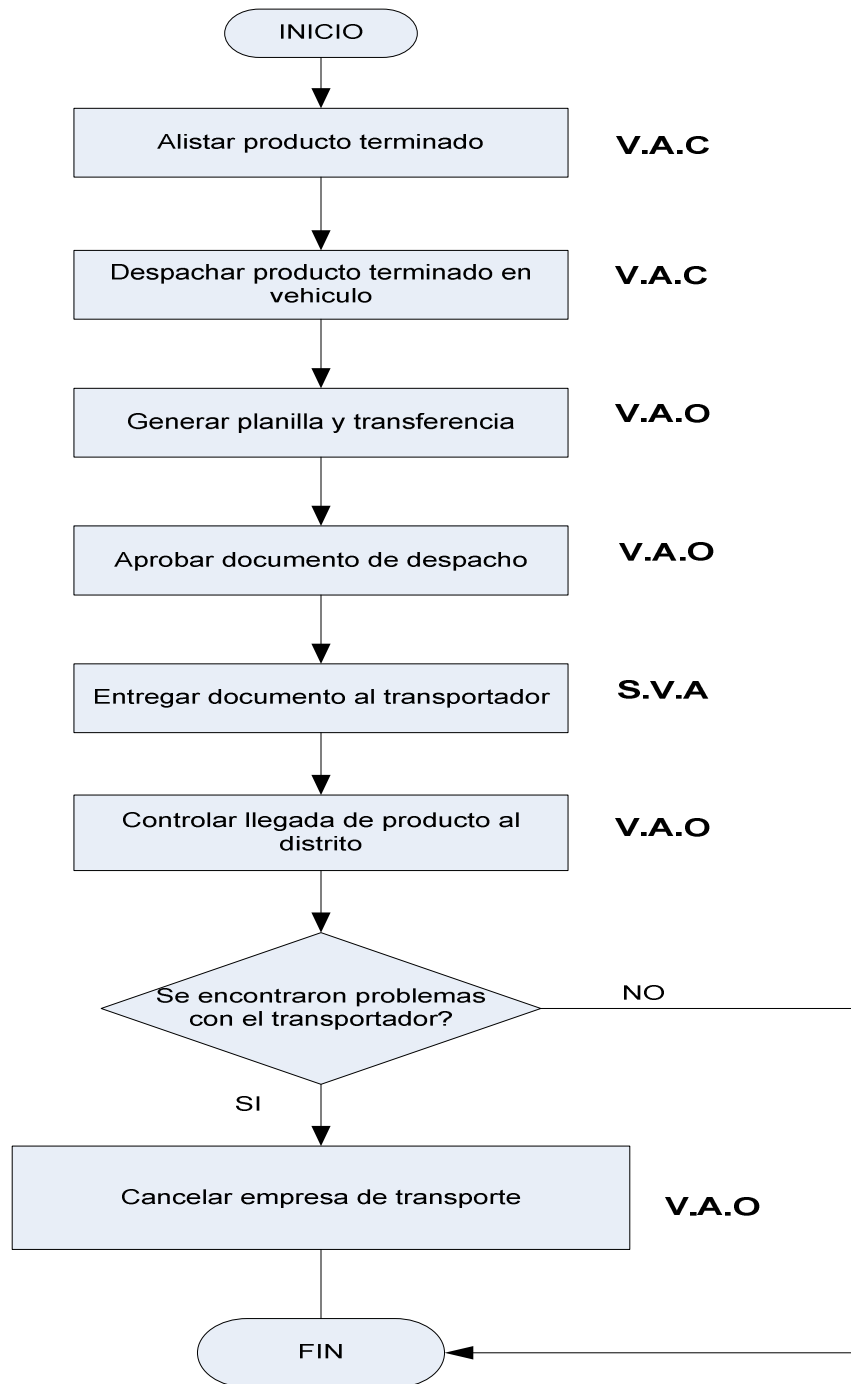 INICIO
Alistar producto terminado
V.A.C
Despachar producto terminado en
vehiculo
V.A.C
Generar planilla y transferencia
V.A.O
Aprobar documento de despacho
V.A.O
Entregar documento al transportador
S.V.A
Controlar llegada de producto al
distrito
V.A.O
Se encontraron problemas
con el transportador?
NO
SI
Cancelar empresa de transporte
V.A.O
FIN